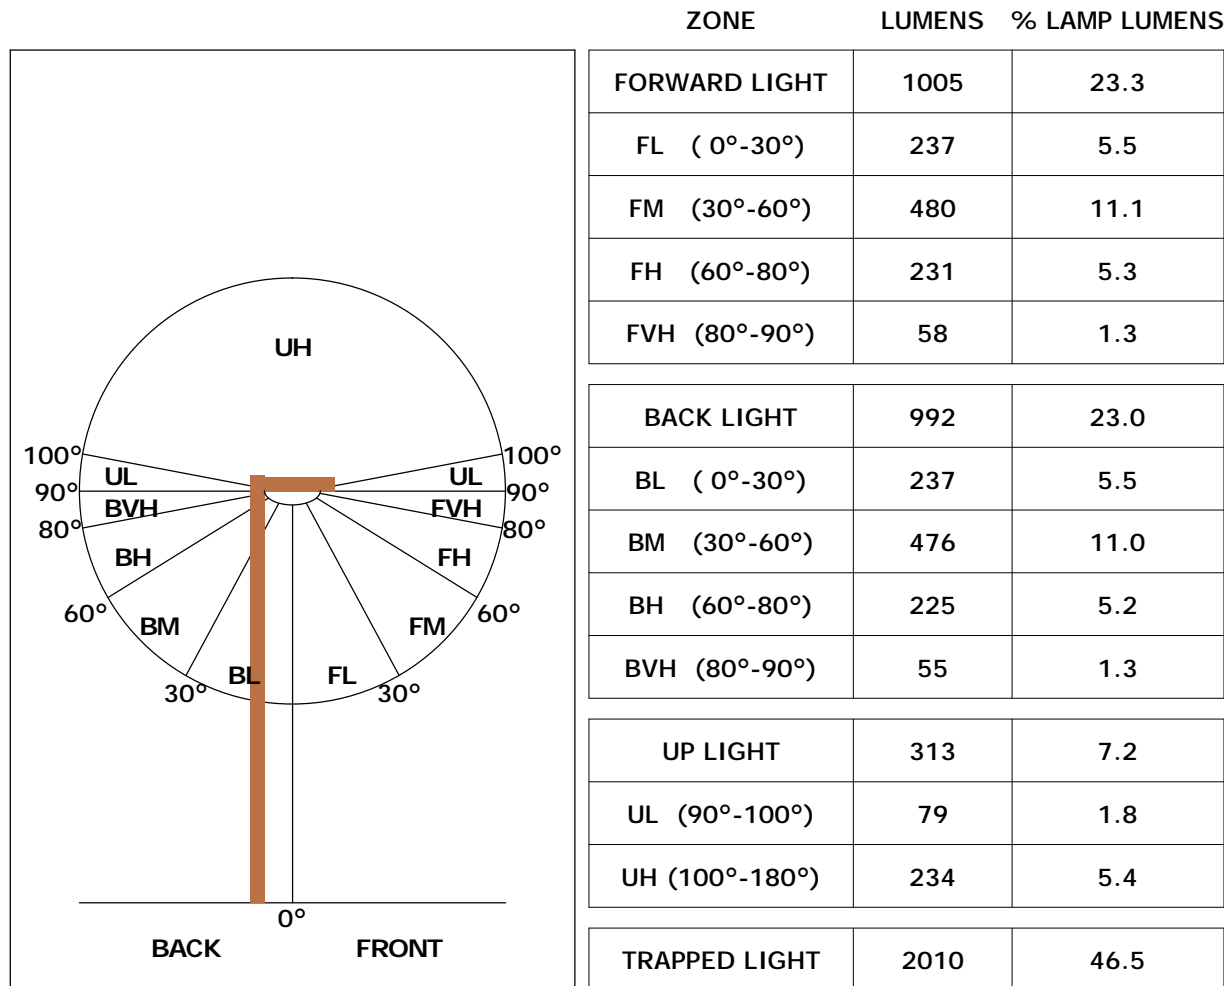 ZONE LUMENS % LAMP LUMENS
FORWARD LIGHT 1005 23.3
FL ( 0°-30°) 237 5.5
FM (30°-60°) 480 11.1
FH (60°-80°) 231 5.3
FVH (80°-90°) 58 1.3
BACK LIGHT 992 23.0
BL ( 0°-30°) 237 5.5
BM (30°-60°) 476 11.0
BH (60°-80°) 225 5.2
BVH (80°-90°) 55 1.3
UP LIGHT 313 7.2
UL (90°-100°) 79 1.8
UH (100°-180°) 234 5.4
TRAPPED LIGHT 2010 46.5
UH
100° 100°
UL UL
90° 90°
BVH FVH
80° 80°
BH FH
60° 60°
BM FM
BL FL
30° 30°
0°
BACK FRONT